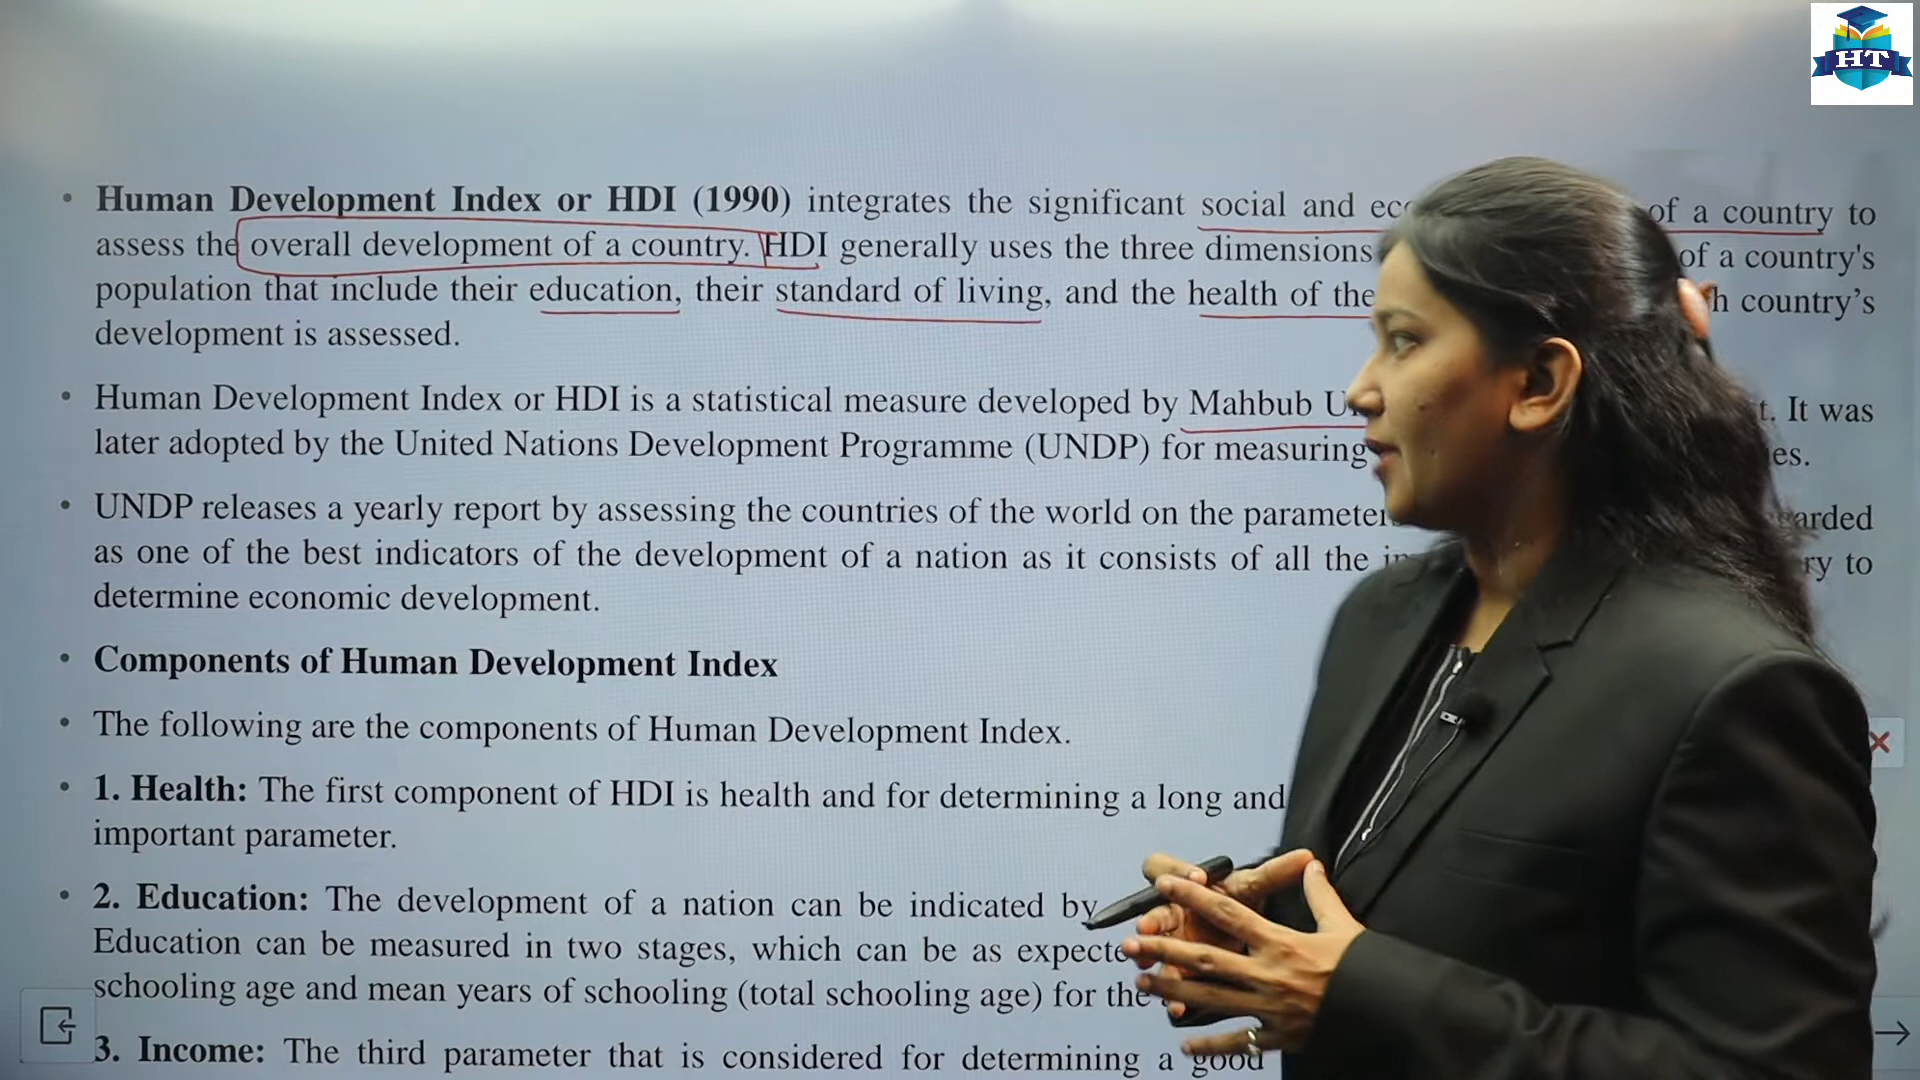 HT
Human Development Index or HDI (1990) integrates the significant social and of a country to
assess the overall development of a country. HDI generally uses the three dimensions of a country's
population that include their education, their standard of living, and the health of the country’s
development is assessed.
Human Development Index or HDI is a statistical measure developed by Mahbub It was
later adopted by the United Nations Development Programme (UNDP) for measuring
UNDP releases a yearly report by assessing the countries of the world on the
as one of the best indicators of the development of a nation as it consists of all the to
determine economic development.
Components of Human Development Index
The following are the components of Human Development Index.
1. Health: The first component of HDI is health and for determining a long and
important parameter.
2. Education: The development of a nation can be indicated by
Education can be measured in two stages, which can be as
schooling age and mean years of schooling (total schooling age) for the
3. Income: The third parameter that is considered for determining a good